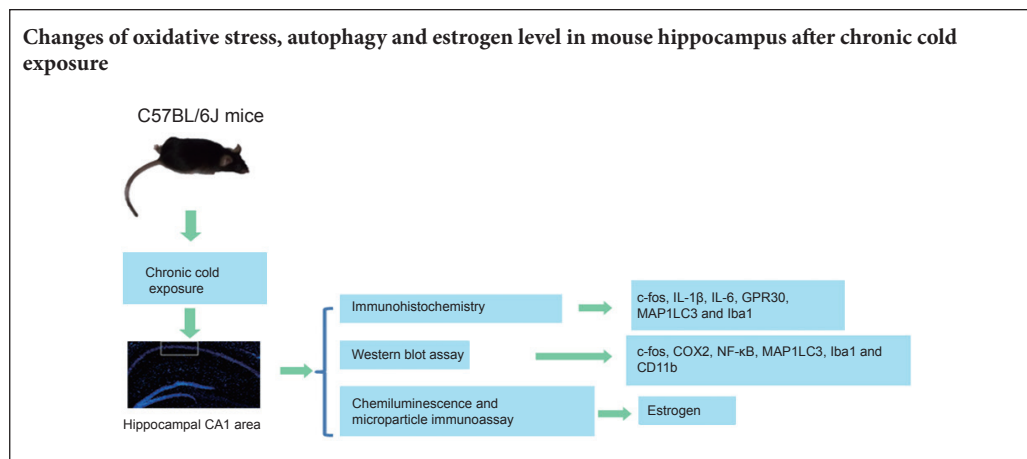 Changes of oxidative stress, autophagy and estrogen level in mouse hippocampus after chronic cold
exposure
C57BL/6J mice
Chronic cold
exposure
Hippocampal CA1 area
Immunohistochemistry
c-fos, IL-1β, IL-6, GPR30,
MAP1LC3 and Iba1
Western blot assay
c-fos, COX2, NF-κB, MAP1LC3, Iba1 and
CD11b
Chemiluminescence and
microparticle immunoassay
Estrogen